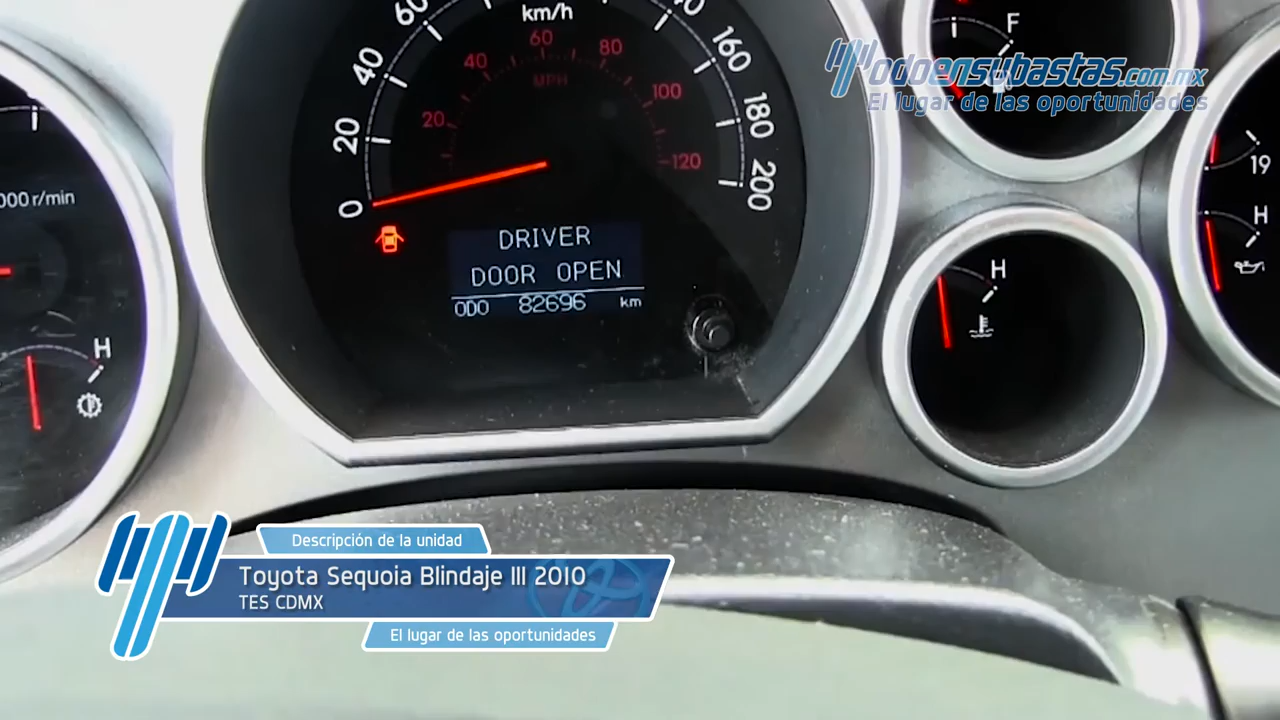 60
km/h
40
20
0
160
180
200
60
40
80
MPH
20
100
120
000 r/min
H
DRIVER
DOOR OPEN
ODO 82696 km
F
Todoensubastas.com.mx
El lugar de las oportunidades
19
H
H
Descripción de la unidad
Toyota Sequoia Blindaje III 2010
TES CDMX
El lugar de las oportunidades